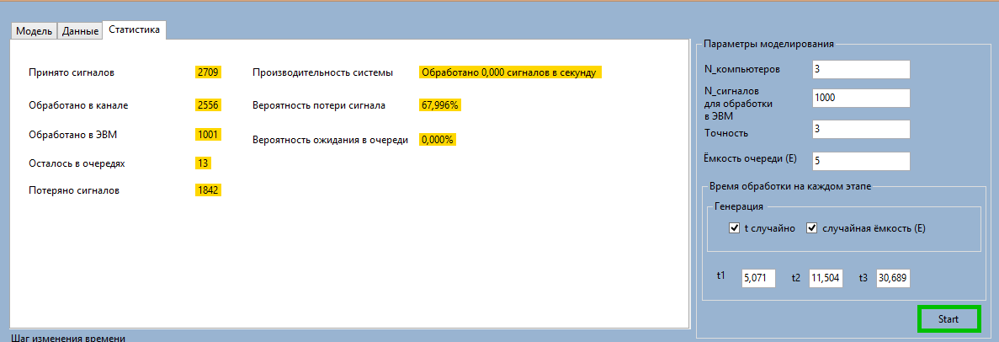 Модель Данные Статистика
Принято сигналов 2709 Производительность системы Обработано 0,000 сигналов в секунду
Обработано в канале 2556 Вероятность потери сигнала 67,996%
Обработано в ЭВМ 1001 Вероятность ожидания в очереди 0,000%
Осталось в очередях 13
Потеряно сигналов 1842
Шаг изменения времени
Параметры моделирования
N_компьютеров 3
N_сигналов
для обработки
в ЭВМ 1000
Точность 3
Ёмкость очереди (Е) 5
Время обработки на каждом этапе
Генерация
t случайно случайная ёмкость (Е)
t1 5,071 t2 11,504 t3 30,689
Start